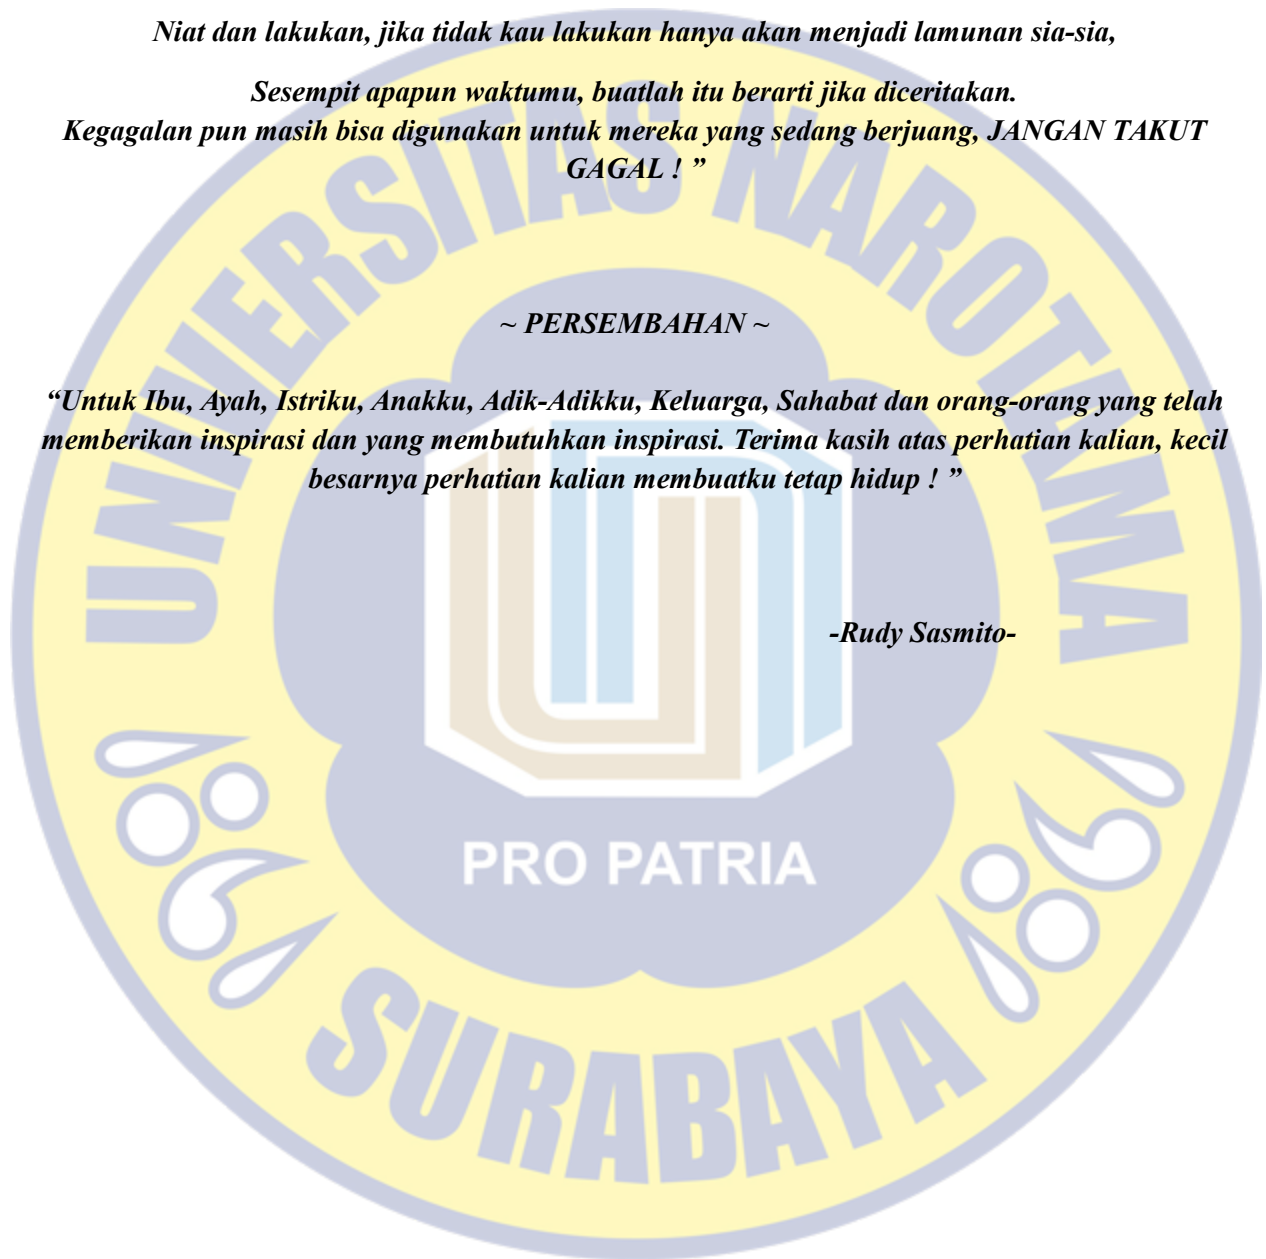 Niat dan lakukan, jika tidak kau lakukan hanya akan menjadi lamunan sia-sia,
Sesempit apapun waktumu, buatlah itu berarti jika diceritakan.
Kegagalan pun masih bisa digunakan untuk mereka yang sedang berjuang, JANGAN TAKUT
GAGAL ! ”
~ PERSEMBAHAN ~
“Untuk Ibu, Ayah, Istriku, Anakku, Adik-Adikku, Keluarga, Sahabat dan orang-orang yang telah
memberikan inspirasi dan yang membutuhkan inspirasi. Terima kasih atas perhatian kalian, kecil
besarnya perhatian kalian membuatku tetap hidup ! ”
-Rudy Sasmito-
UNIVERSITAS NAROTAMA
PRO PATRIA
SURABAYA